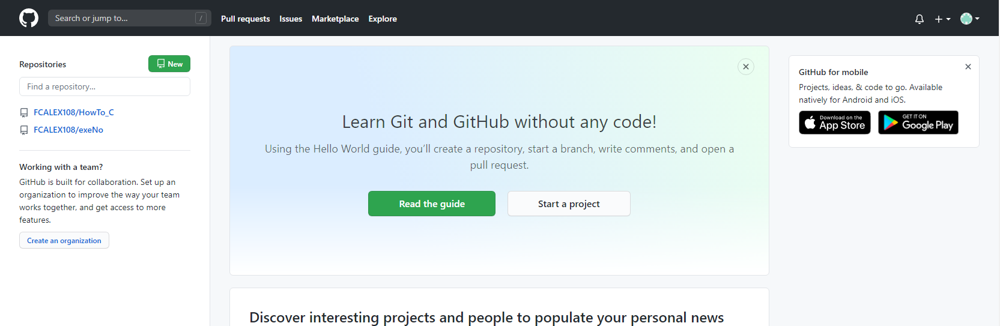 Search or jump to... / Pull requests Issues Marketplace Explore
Repositories New
Find a repository...
FCALEX108/HowTo_C
FCALEX108/exeNo
Working with a team?
GitHub is built for collaboration. Set up an
organization to improve the way your team
works together, and get access to more
features.
Create an organization
Learn Git and GitHub without any code!
Using the Hello World guide, you’ll create a repository, start a branch, write comments, and open a
pull request.
Read the guide Start a project
Discover interesting projects and people to populate your personal news
GitHub for mobile
Projects, ideas, & code to go. Available
natively for Android and iOS.
Download on the
App Store
GET IT ON
Google Play